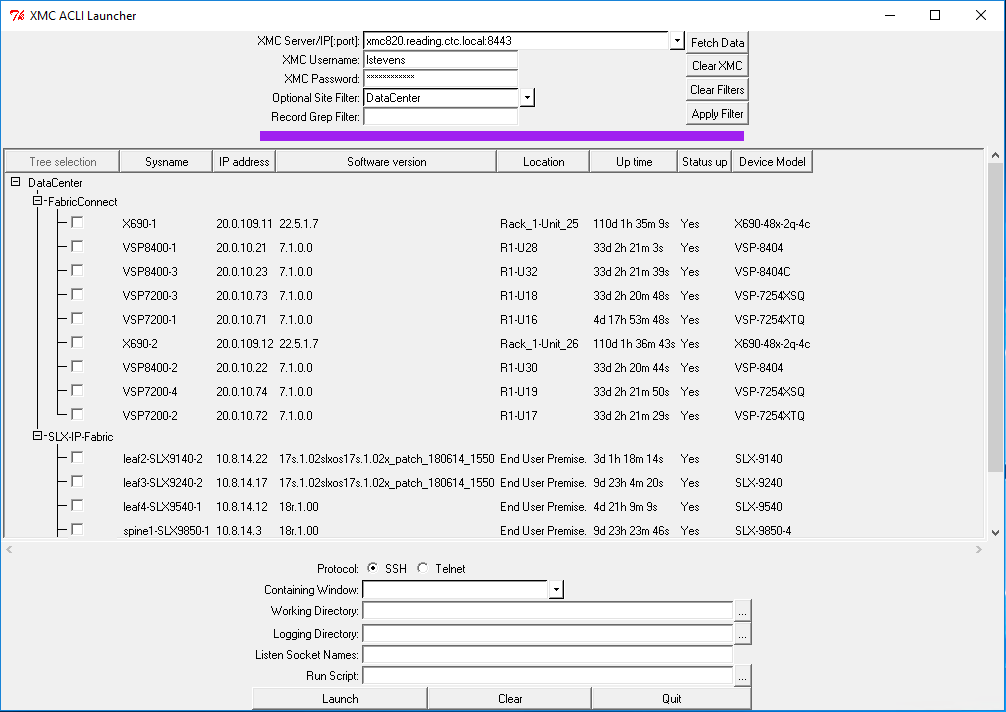 XMC ACLI Launcher
XMC Server/IP[:port]: xmc820.reading.ctc.local:8443 Fetch Data
XMC Username: lstevens Clear XMC
XMC Password: ************
Optional Site Filter: DataCenter Clear Filters
Record Grep Filter: Apply Filter
Tree selection Sysname IP address Software version Location Up time Status up Device Model
DataCenter
FabricConnect
X690-1 20.0.109.11 22.5.1.7 Rack_1-Unit_25 110d 1h 35m 9s Yes X690-48x-2q-4c
VSP8400-1 20.0.10.21 7.1.0.0 R1-U28 33d 2h 21m 3s Yes VSP-8404
VSP8400-3 20.0.10.23 7.1.0.0 R1-U32 33d 2h 21m 39s Yes VSP-8404C
VSP7200-3 20.0.10.73 7.1.0.0 R1-U18 33d 2h 20m 48s Yes VSP-7254XSQ
VSP7200-1 20.0.10.71 7.1.0.0 R1-U16 4d 17h 53m 48s Yes VSP-7254XTQ
X690-2 20.0.109.12 22.5.1.7 Rack_1-Unit_26 110d 1h 36m 43s Yes X690-48x-2q-4c
VSP8400-2 20.0.10.22 7.1.0.0 R1-U30 33d 2h 20m 44s Yes VSP-8404
VSP7200-4 20.0.10.74 7.1.0.0 R1-U19 33d 2h 21m 50s Yes VSP-7254XSQ
VSP7200-2 20.0.10.72 7.1.0.0 R1-U17 33d 2h 21m 29s Yes VSP-7254XTQ
SLX-IP-Fabric
leaf2-SLX9140-2 10.8.14.22 17s.1.02slxos17s.1.02x_patch_180614_1550 End User Premise. 3d 1h 18m 14s Yes SLX-9140
leaf3-SLX9240-2 10.8.14.17 17s.1.02slxos17s.1.02x_patch_180614_1550 End User Premise. 9d 23h 4m 20s Yes SLX-9240
leaf4-SLX9540-1 10.8.14.12 18r.1.00 End User Premise. 4d 21h 9m 9s Yes SLX-9540
spine1-SLX9850-1 10.8.14.3 18r.1.00 End User Premise. 9d 23h 23m 46s Yes SLX-9850-4
Protocol: SSH Telnet
Containing Window:
Working Directory: ...
Logging Directory: ...
Listen Socket Names:
Run Script: ...
Launch Clear Quit